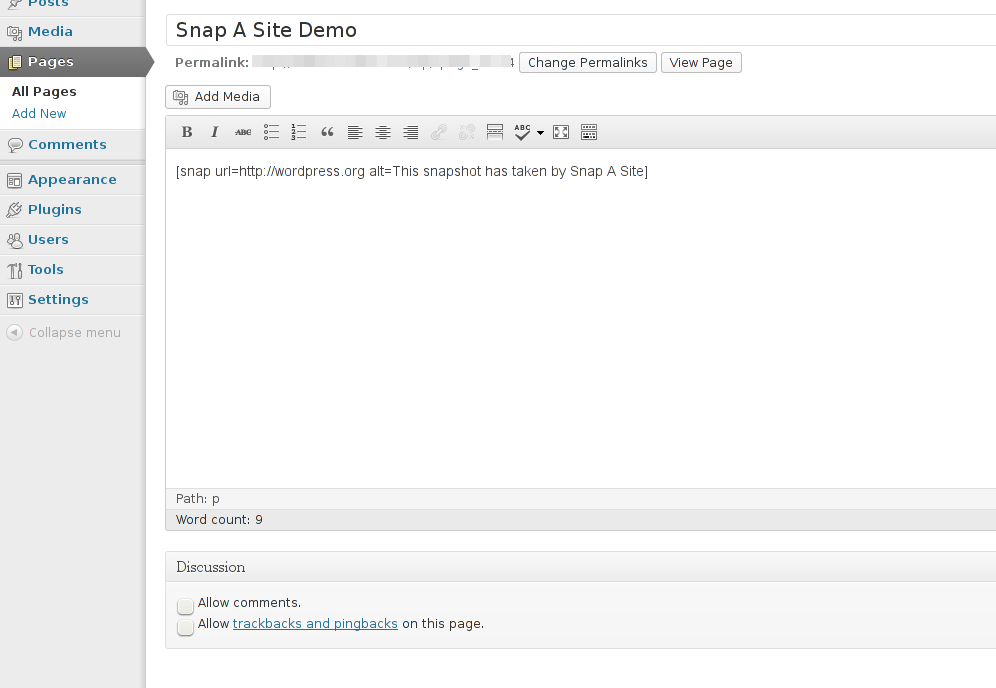 Posts
Media
Pages
All Pages
Add New
Comments
Appearance
Plugins
Users
Tools
Settings
Collapse menu
Snap A Site Demo
Permalink:
Change Permalinks
View Page
Add Media
B I ABC
ABC
[snap url=http://wordpress.org alt=This snapshot has taken by Snap A Site]
Path: p
Word count: 9
Discussion
Allow comments.
Allow trackbacks and pingbacks on this page.